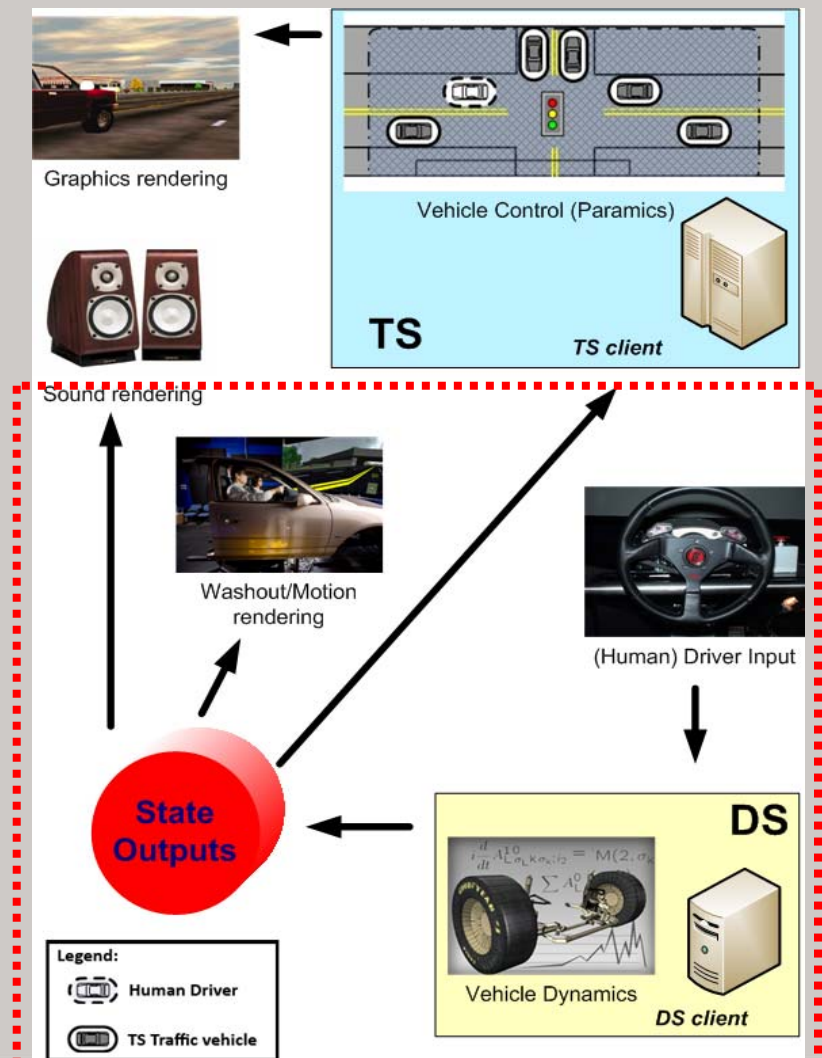 Graphics rendering
Vehicle Control (Paramics)
TS
TS client
Sound rendering
Washout/Motion
rendering
(Human) Driver Input
State
Outputs
DS
Vehicle Dynamics
DS client
Legend:
Human Driver
TS Traffic vehicle